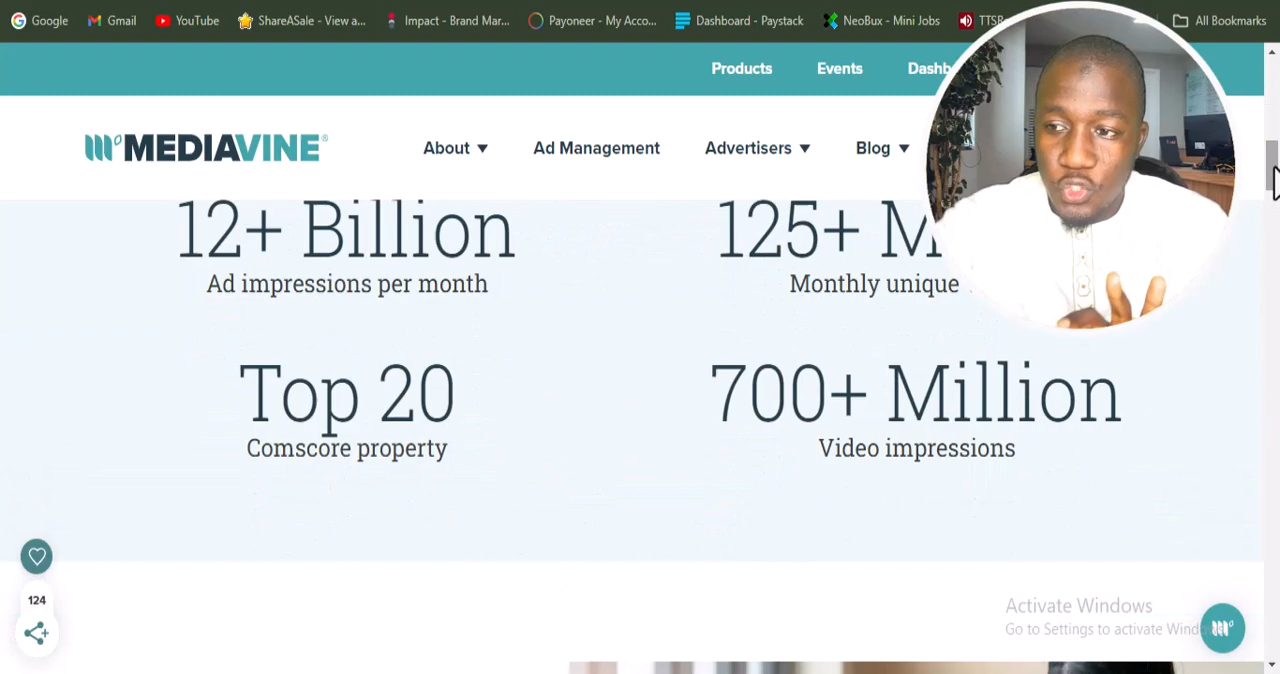 Google Gmail YouTube ShareASale - View a... Impact - Brand Mar... Payoneer - My Acco... Dashboard - Paystack NeoBux - Mini Jobs All Bookmarks
Products Events
MEDIAVINE® About Ad Management Advertisers Blog
12+ Billion 125+
Ad impressions per month Monthly unique
Top 20 700+ Million
Comscore property Video impressions
124
Activate Windows
Go to Settings to activate